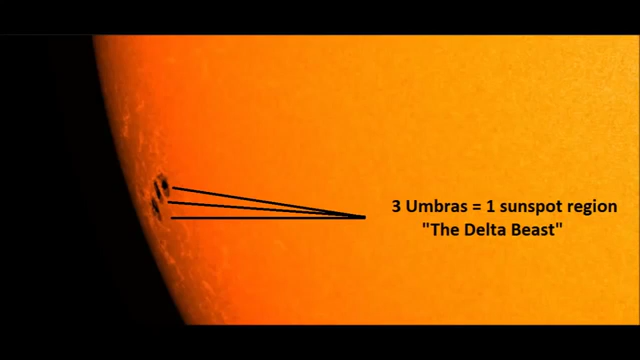 3 Umbras = 1 sunspot region
"The Delta Beast"